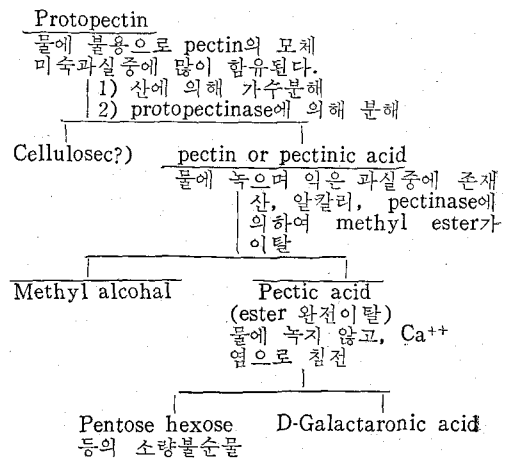 Protopectin
물에 불용으로 pectin의 모체
미숙과실중에 많이 함유된다.
1) 산에 의해 가수분해
2) protopectinase에 의해 분해
Cellulosec?) pectin or pectinic acid
물에 녹으며 익은 과실중에 존재
산, 알칼리, pectinase에
의하여 methyl ester가
이탈
Methyl alcohal Pectic acid
(ester 완전이탈)
물에 녹지 않고, Ca++
염으로 침전
Pentose hexose D-Galactaronic acid
등의 소량불순물